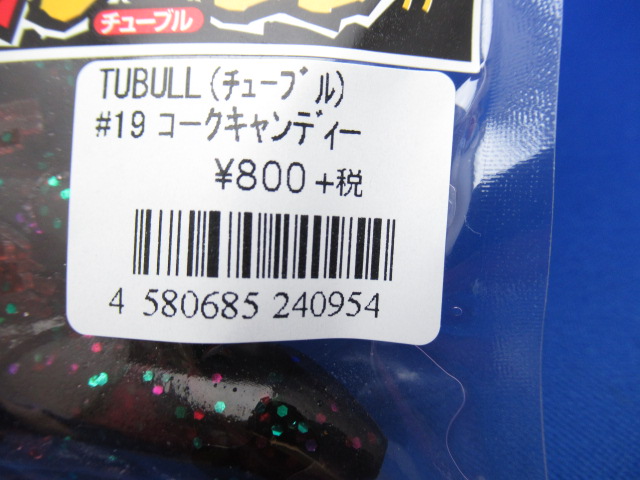 チューブル
TUBULL(ﾁｭｰﾌﾞﾙ)
#19 コークキャンディー
¥800+税
4 580685 240954